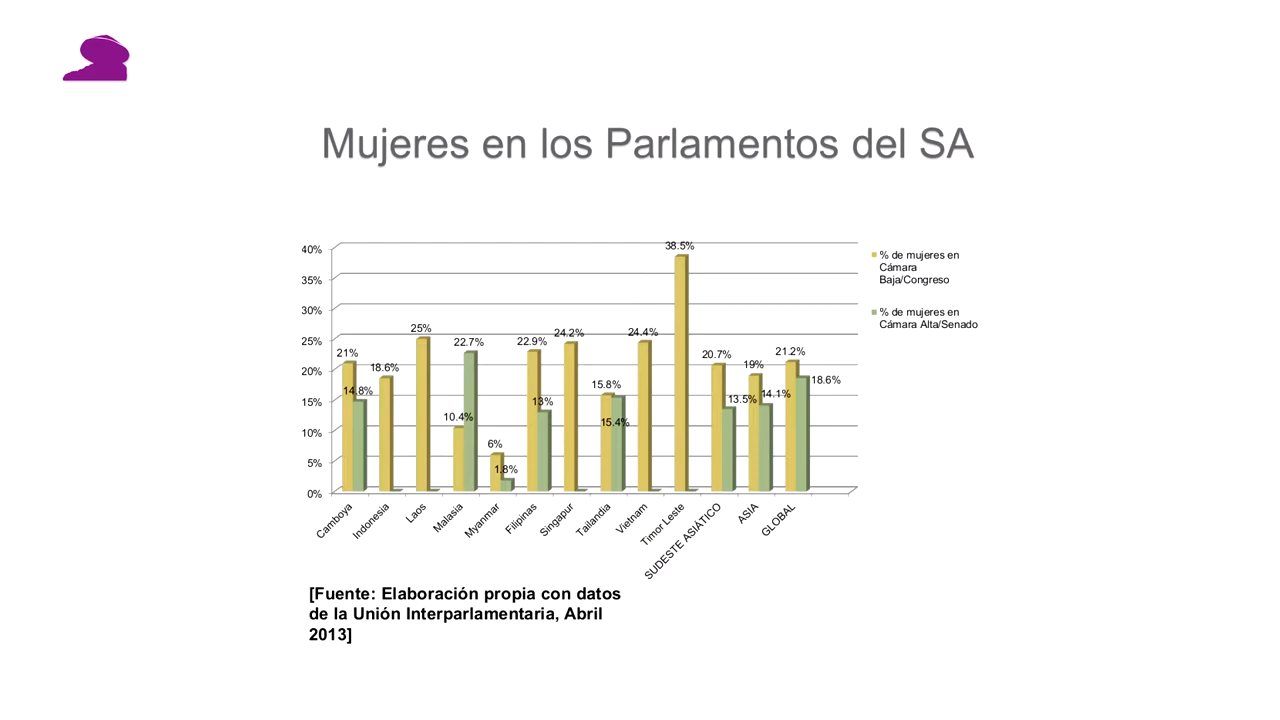 Mujeres en los Parlamentos del SA
40%
35%
30%
25%
20%
15%
10%
5%
0%
21%
14.8%
18.6%
25%
10.4%
22.7%
6%
1.8%
22.9%
13%
24.2%
15.8%
15.4%
24.4%
38.5%
20.7%
13.5%
19%
14.1%
21.2%
18.6%
Camboya
Indonesia
Laos
Malasia
Myanmar
Filipinas
Singapur
Tailandia
Vietnam
Timor Leste
SUDESTE ASIÁTICO
ASIA
GLOBAL
% de mujeres en
Cámara
Baja/Congreso
% de mujeres en
Cámara Alta/Senado
[Fuente: Elaboración propia con datos
de la Unión Interparlamentaria, Abril
2013]